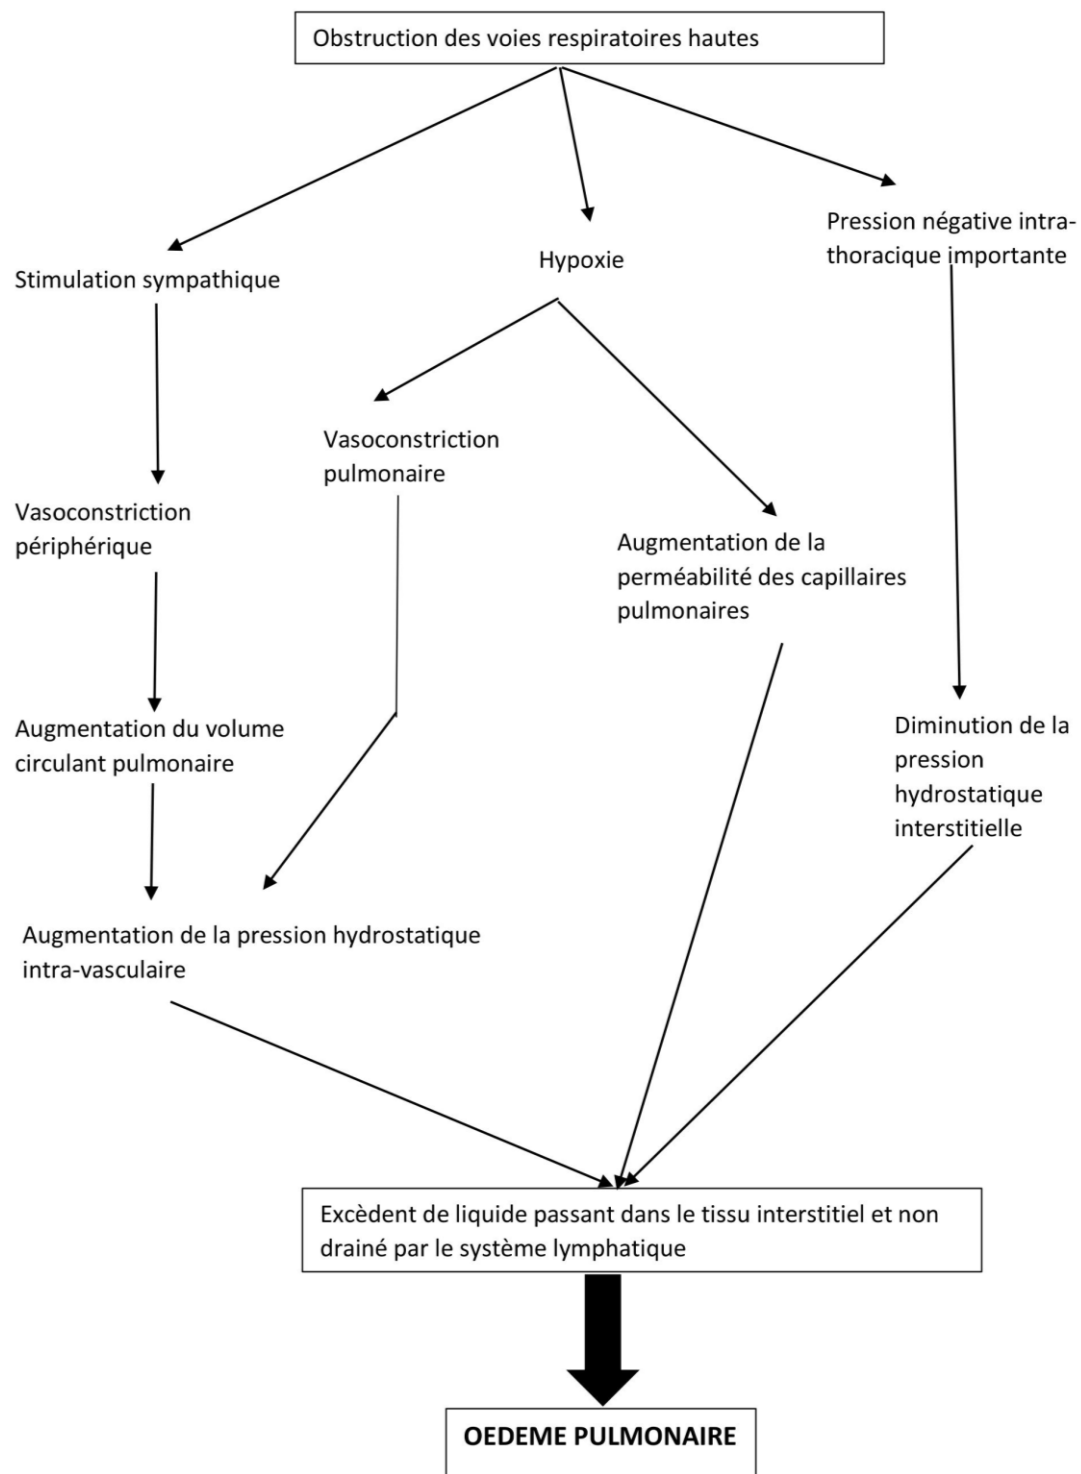 Obstruction des voies respiratoires hautes
Pression négative intra-
thoracique importante
Hypoxie
Stimulation sympathique
Vasoconstriction
pulmonaire
Vasoconstriction
périphérique
Augmentation de la
perméabilité des capillaires
pulmonaires
Augmentation du volume
circulant pulmonaire
Diminution de la
pression
hydrostatique
interstitielle
Augmentation de la pression hydrostatique
intra-vasculaire
Excèdent de liquide passant dans le tissu interstitiel et non
drainé par le système lymphatique
OEDEME PULMONAIRE